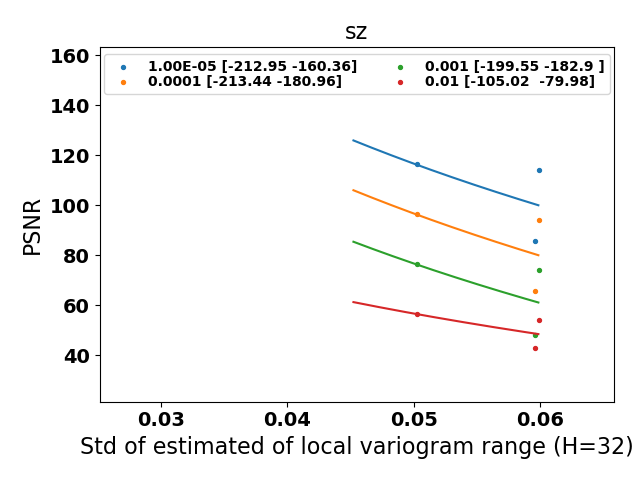 sz
160
140
120
100
80
60
40
PSNR
1.00E-05 [-212.95 -160.36]
0.0001 [-213.44 -180.96]
0.001 [-199.55 -182.9 ]
0.01 [-105.02  -79.98]
0.03
0.04
0.05
0.06
Std of estimated of local variogram range (H=32)